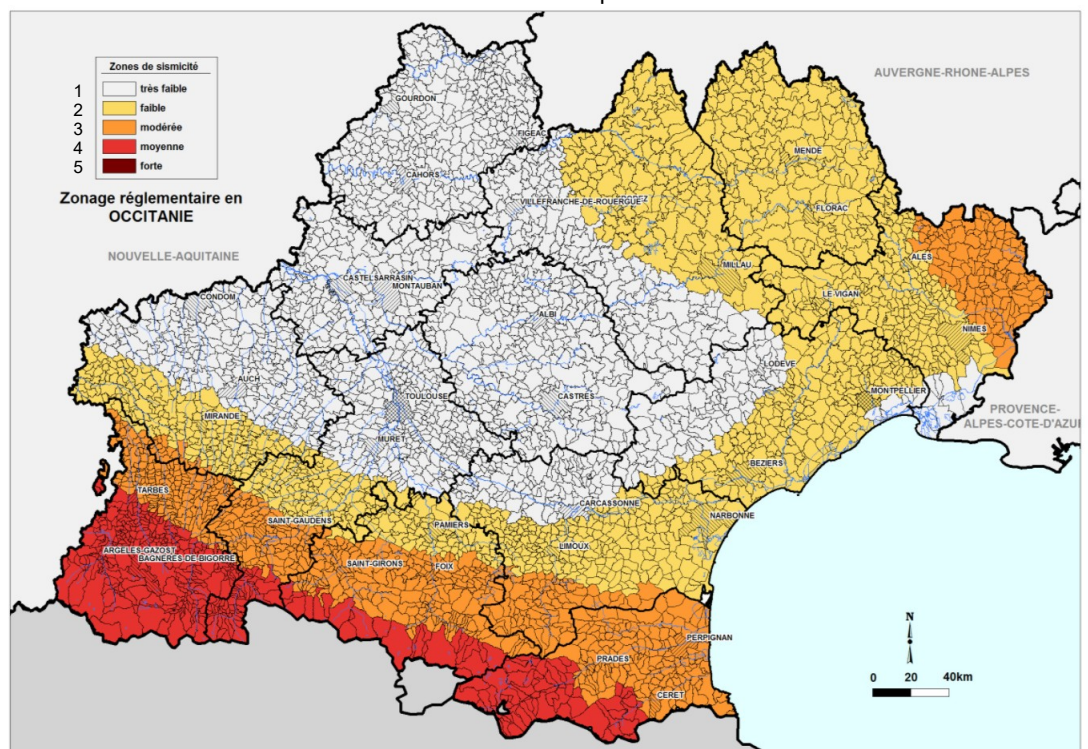 Zones de sismicité
1 très faible
2 faible
3 modérée
4 moyenne
5 forte
Zonage réglementaire en
OCCITANIE
AUVERGNE-RHONE-ALPES
NOUVELLE-AQUITAINE
PROVENCE-
ALPES-COTE-D'AZU
GOURDON
FIGEAC
CAHORS
MENDE
VILLEFRANCHE-DE-ROUERGUE
FLORAC
ALES
MILLAU
CASTELSARRASIN
MONTAUBAN
LE VIGAN
CONDOM
ALBI
NIMES
LODEVE
AUCH
TOULOUSE
CASTRES
MONTPELLIER
MIRANDE
MURET
BEZIERS
TARBES
CARCASSONNE
NARBONNE
SAINT-GAUDENS
PAMIERS
LIMOUX
ARGELES-GAZOST
BAGNERES-DE-BIGORRE
SAINT-GIRONS
FOIX
PERPIGNAN
PRADES
CERET
N
0 20 40km